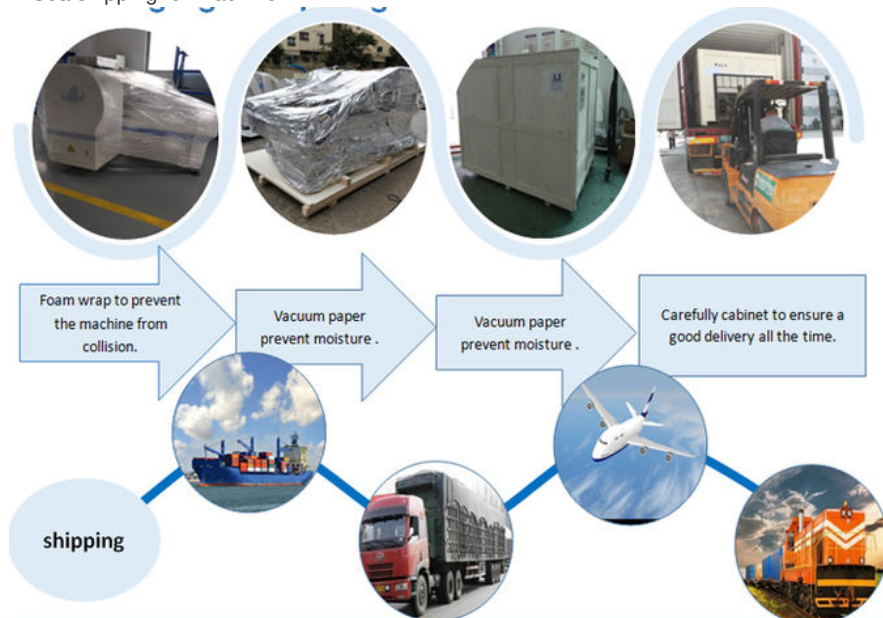 Foam wrap to prevent
the machine from
collision.
Vacuum paper
prevent moisture .
Vacuum paper
prevent moisture .
Carefully cabinet to ensure a
good delivery all the time.
shipping